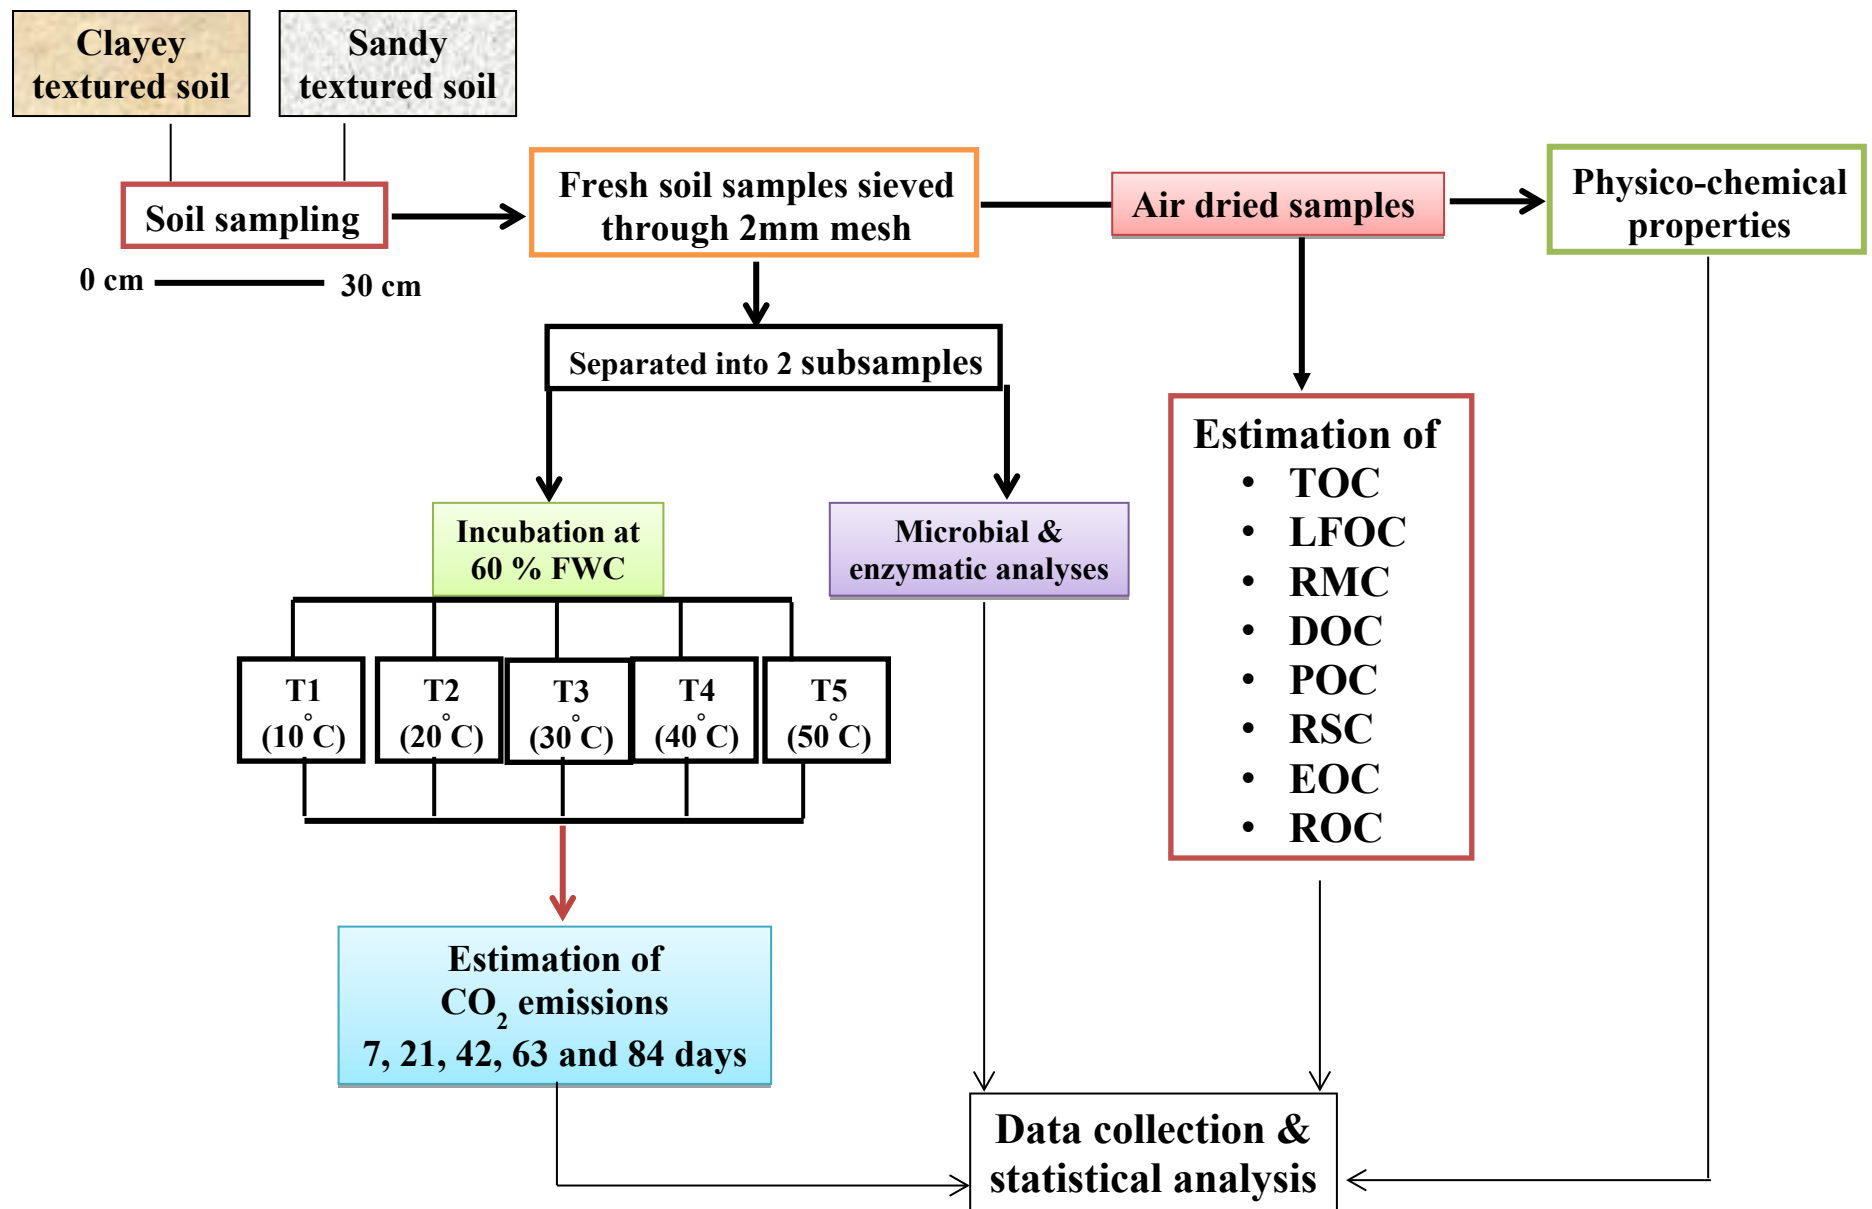 Clayey
textured soil
Sandy
textured soil
Soil sampling
0 cm
30 cm
Fresh soil samples sieved
through 2mm mesh
Air dried samples
Physico-chemical
properties
Separated into 2 subsamples
Incubation at
60 % FWC
Microbial &
enzymatic analyses
Estimation of
• TOC
• LFOC
• RMC
• DOC
• POC
• RSC
• EOC
• ROC
T1
(10°C)
T2
(20°C)
T3
(30°C)
T4
(40°C)
T5
(50°C)
Estimation of
CO₂ emissions
7, 21, 42, 63 and 84 days
Data collection &
statistical analysis